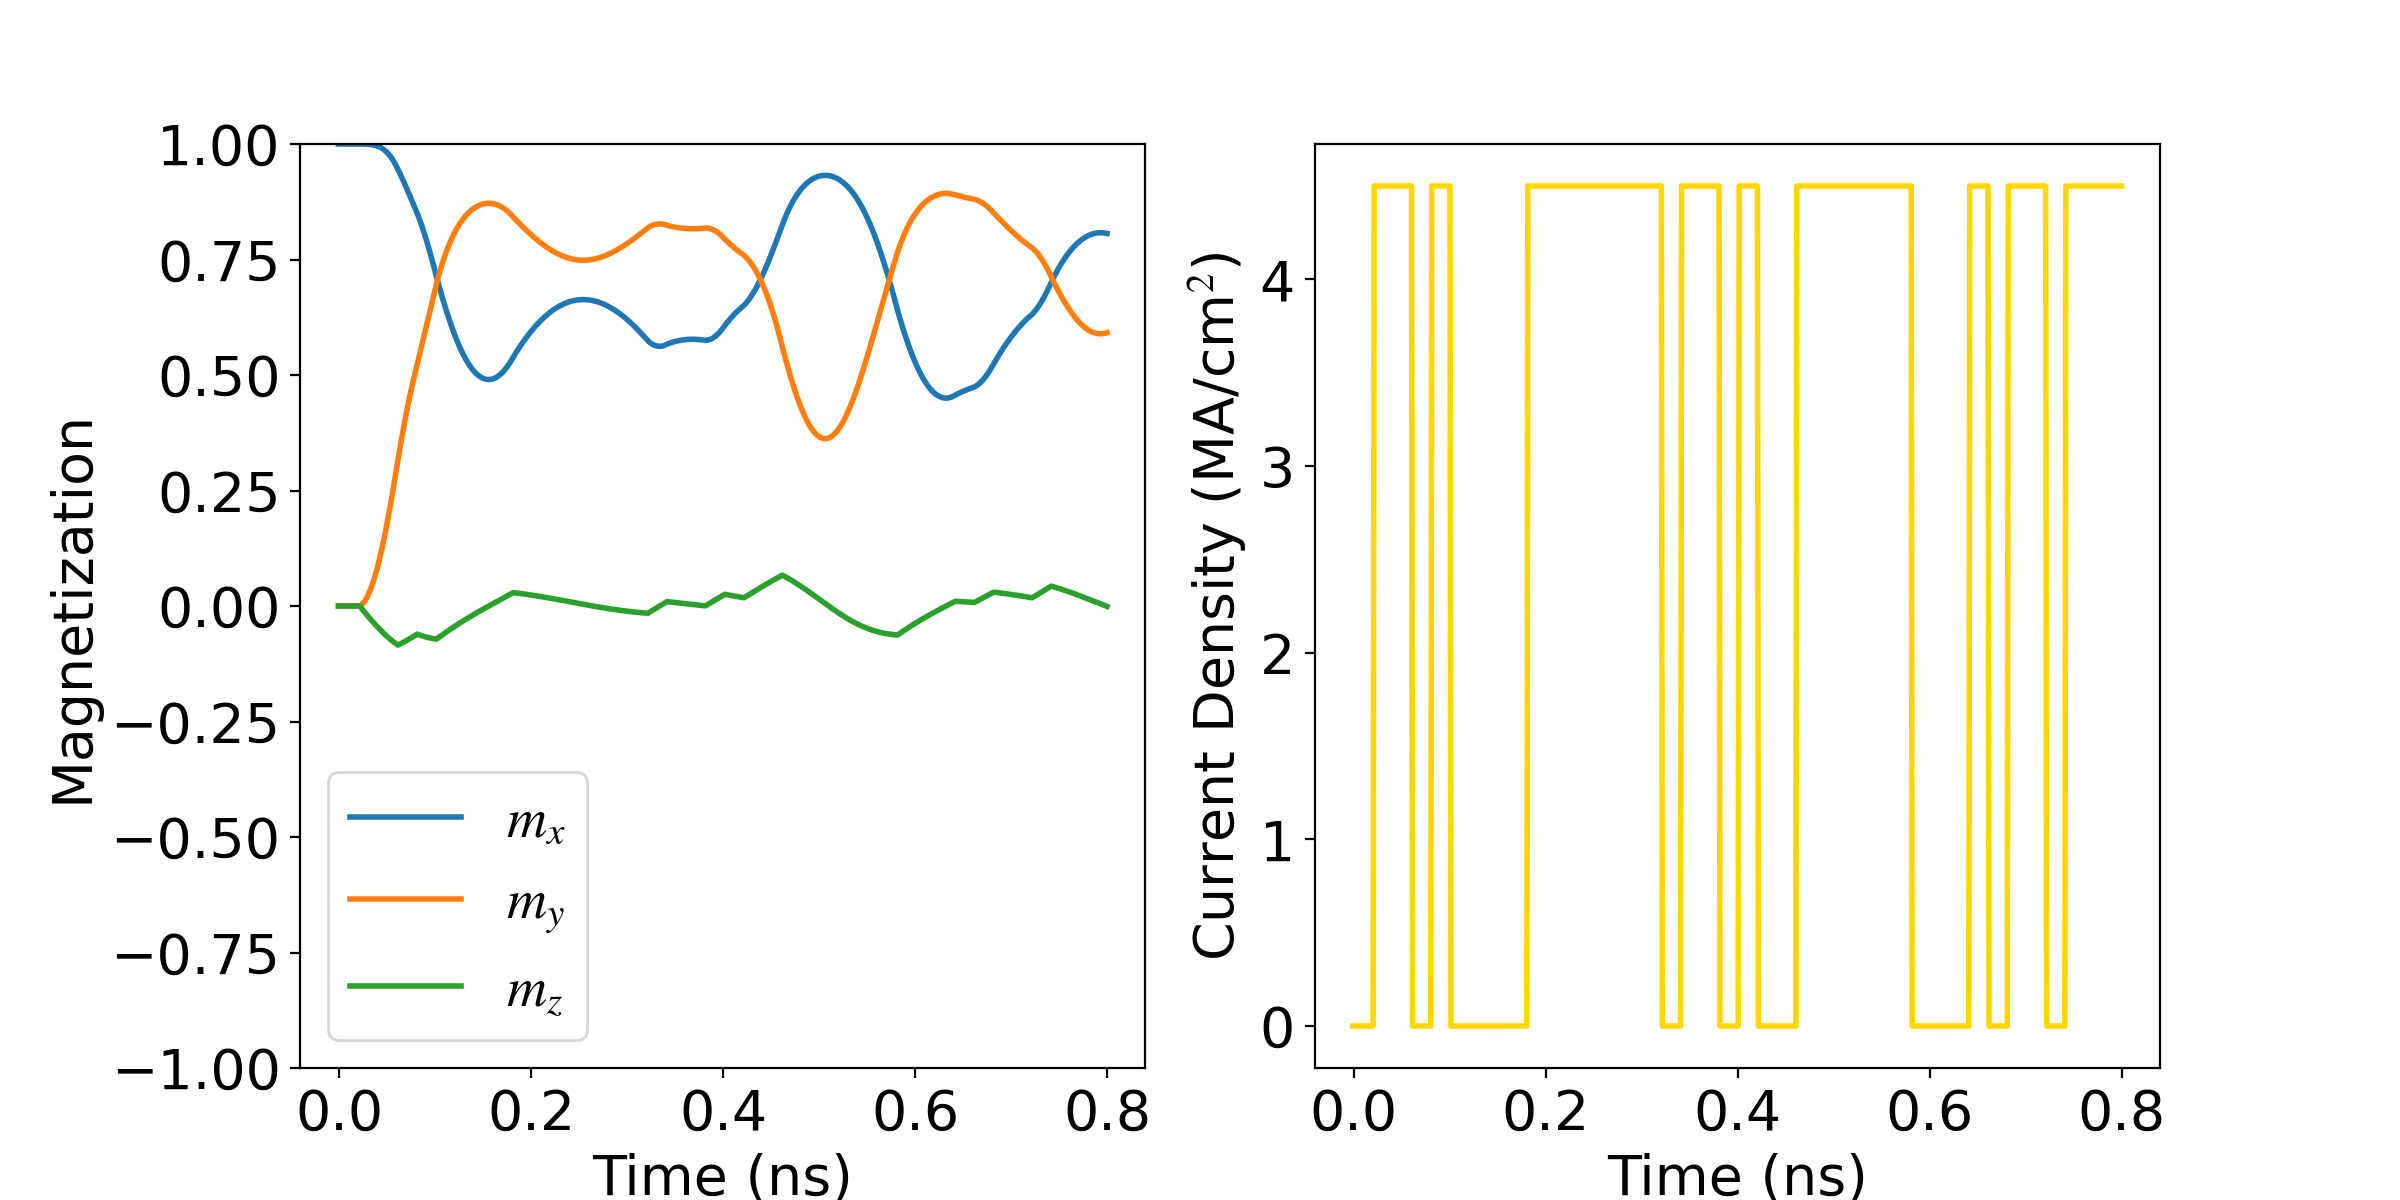 1.00
0.75
0.50
0.25
0.00
−0.25
−0.50
−0.75
−1.00
Magnetization
m_x
m_y
m_z
0.0 0.2 0.4 0.6 0.8
Time (ns)
4
3
2
1
0
Current Density (MA/cm²)
0.0 0.2 0.4 0.6 0.8
Time (ns)